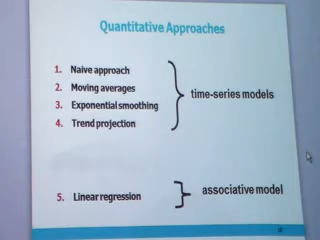 Quantitative Approaches
1. Naive approach
2. Moving averages
3. Exponential smoothing
4. Trend projection
time-series models
5. Linear regression
associative model